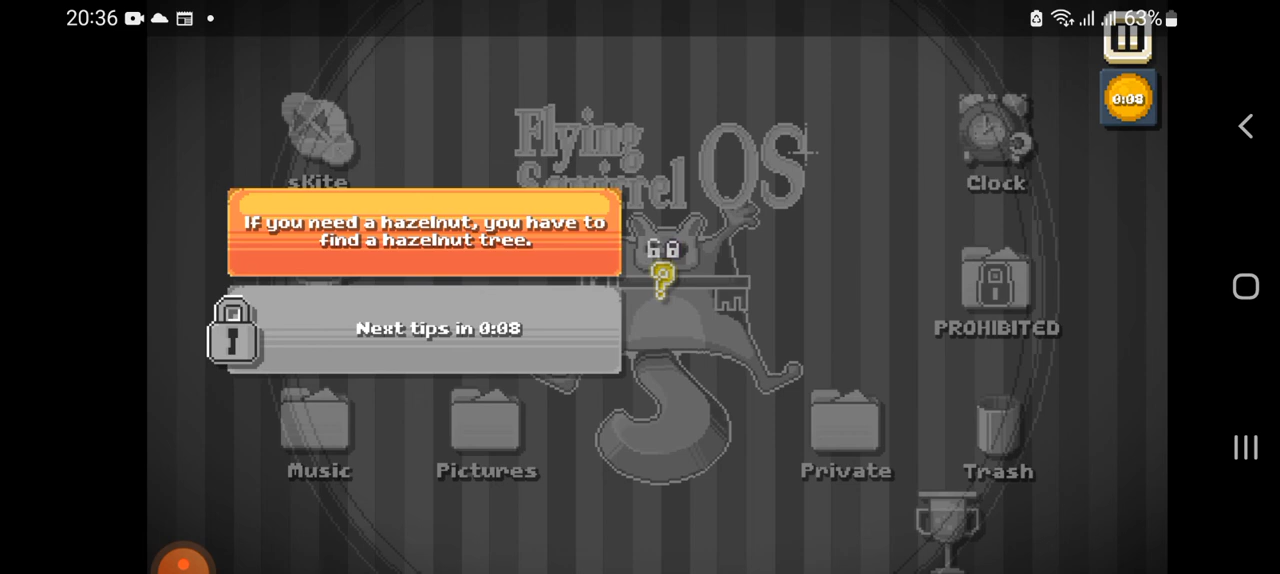 20:36
63%
0:08
Flying
Squirrel OS
sKite
Clock
If you need a hazelnut, you have to
find a hazelnut tree.
?
Next tips in 0:08
PROHIBITED
Music
Pictures
Private
Trash